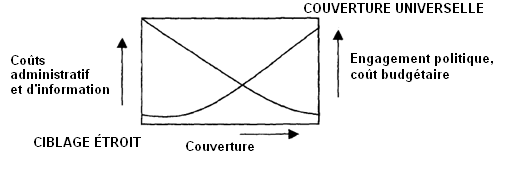 COUVERTURE UNIVERSELLE
Coûts
administratif
et d'information
Engagement politique,
coût budgétaire
CIBLAGE ÉTROIT
Couverture